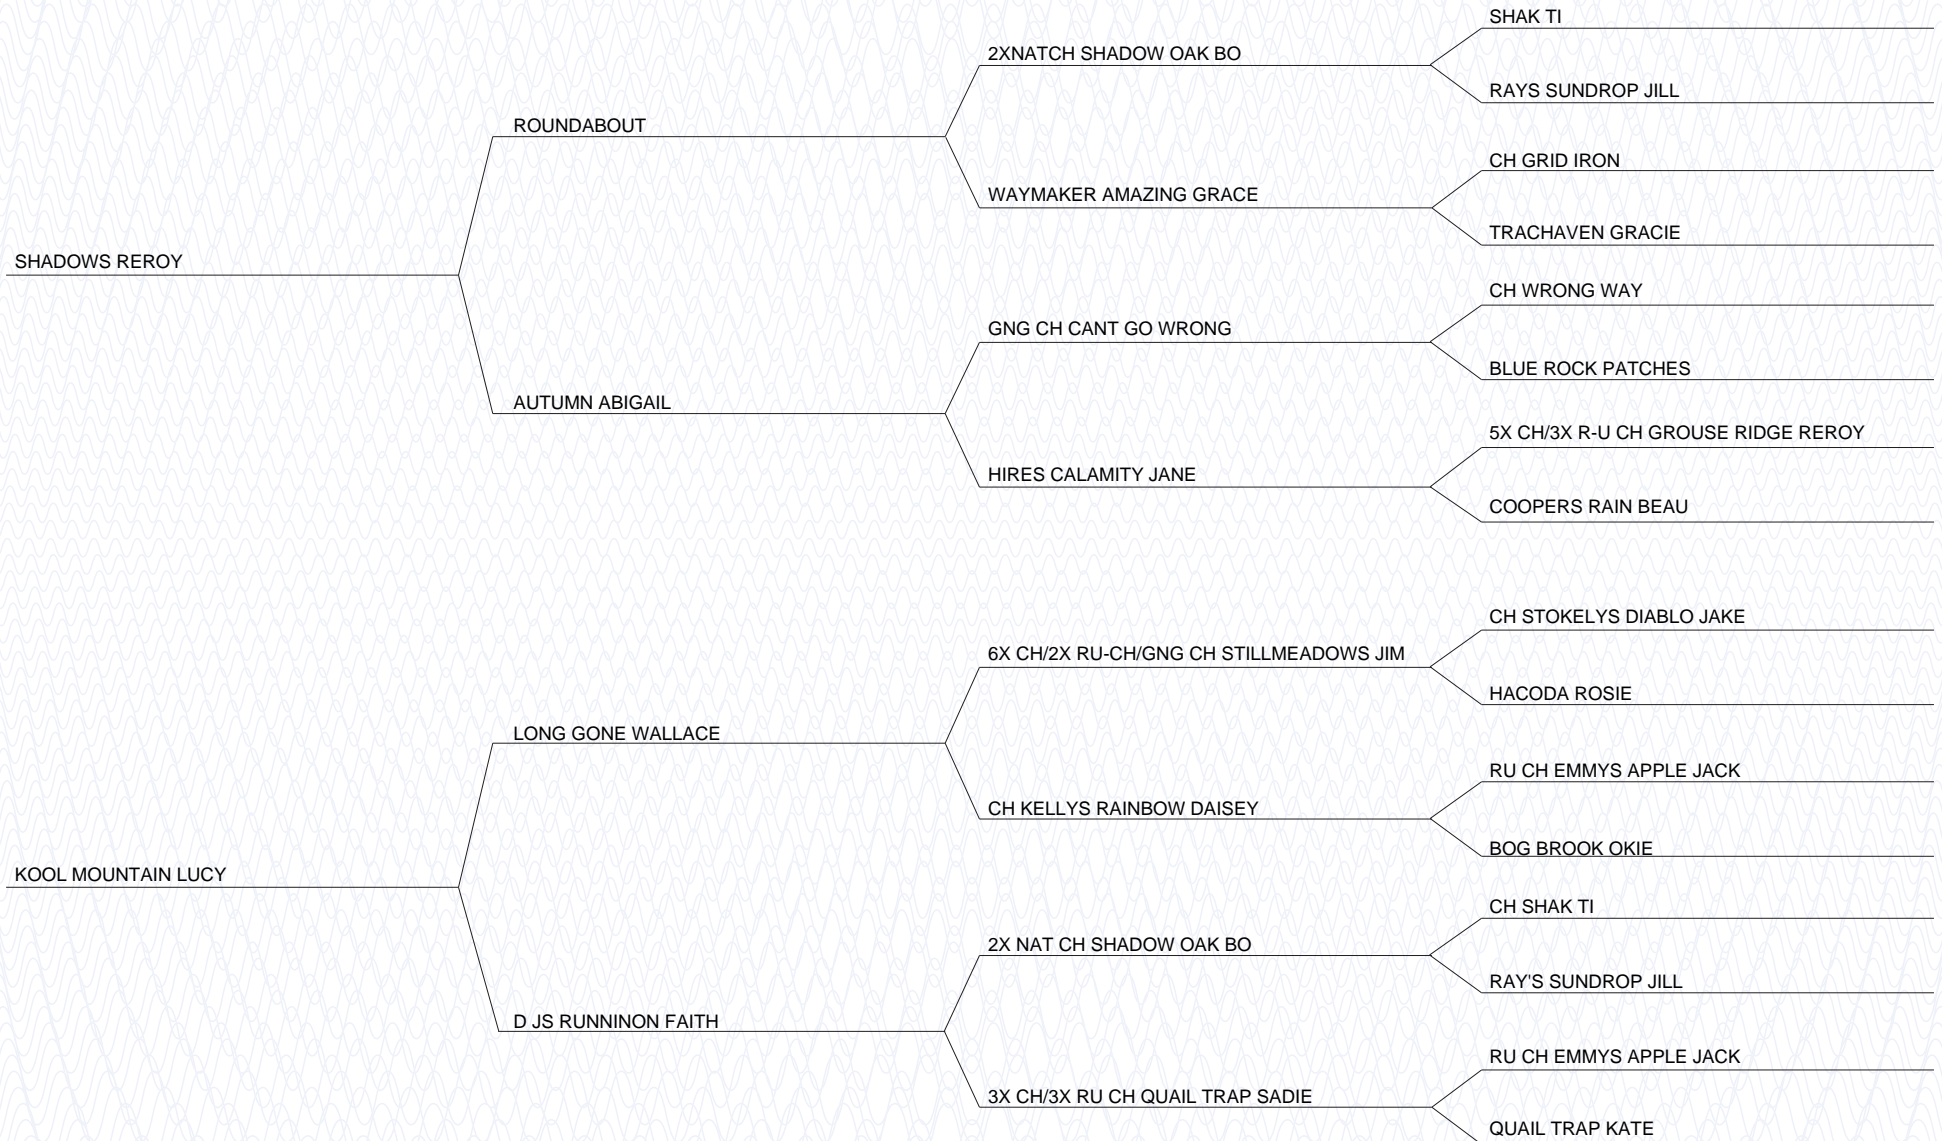 SHAK TI
2XNATCH SHADOW OAK BO
RAYS SUNDROP JILL
ROUNDABOUT
CH GRID IRON
WAYMAKER AMAZING GRACE
TRACHAVEN GRACIE
SHADOWS REROY
CH WRONG WAY
GNG CH CANT GO WRONG
BLUE ROCK PATCHES
AUTUMN ABIGAIL
5X CH/3X R-U CH GROUSE RIDGE REROY
HIRES CALAMITY JANE
COOPERS RAIN BEAU
CH STOKELYS DIABLO JAKE
6X CH/2X RU-CH/GNG CH STILLMEADOWS JIM
HACODA ROSIE
LONG GONE WALLACE
RU CH EMMYS APPLE JACK
CH KELLYS RAINBOW DAISEY
BOG BROOK OKIE
KOOL MOUNTAIN LUCY
CH SHAK TI
2X NAT CH SHADOW OAK BO
RAY'S SUNDROP JILL
D JS RUNNINON FAITH
RU CH EMMYS APPLE JACK
3X CH/3X RU CH QUAIL TRAP SADIE
QUAIL TRAP KATE